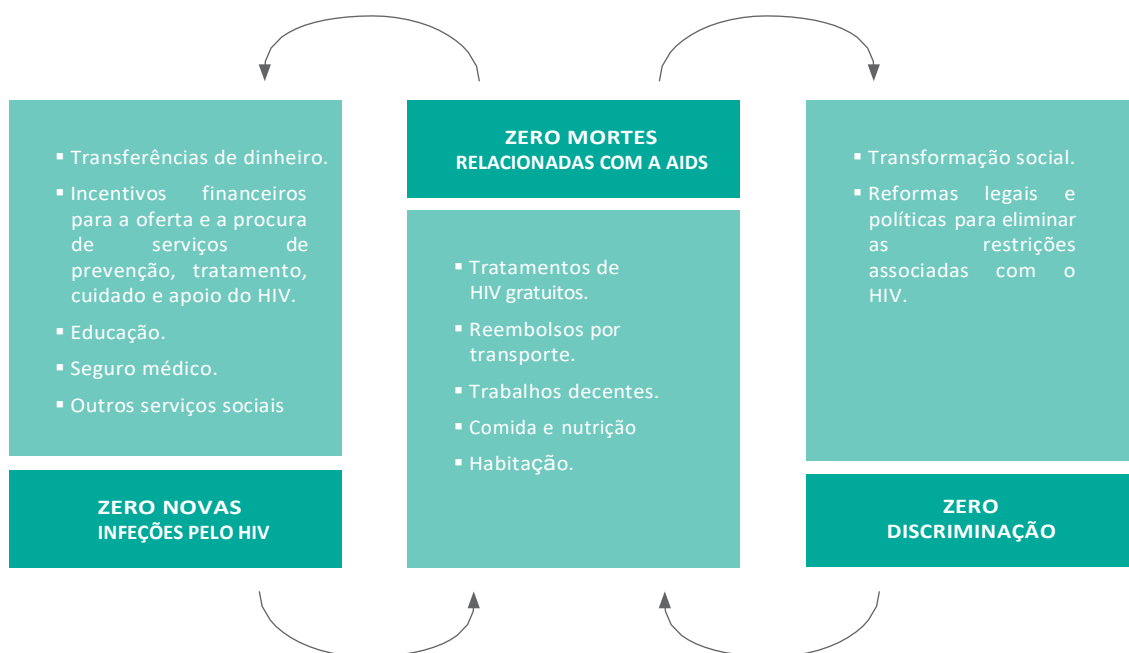 ▪ Transferências de dinheiro.
▪ Incentivos financeiros
para a oferta e a procura
de serviços de
prevenção, tratamento,
cuidado e apoio do HIV.
▪ Educação.
▪ Seguro médico.
▪ Outros serviços sociais
ZERO NOVAS
INFEÇÕES PELO HIV
ZERO MORTES
RELACIONADAS COM A AIDS
▪ Tratamentos de
HIV gratuitos.
▪ Reembolsos por
transporte.
▪ Trabalhos decentes.
▪ Comida e nutrição
▪ Habitação.
▪ Transformação social.
▪ Reformas legais e
políticas para eliminar
as restrições
associadas com o
HIV.
ZERO
DISCRIMINAÇÃO